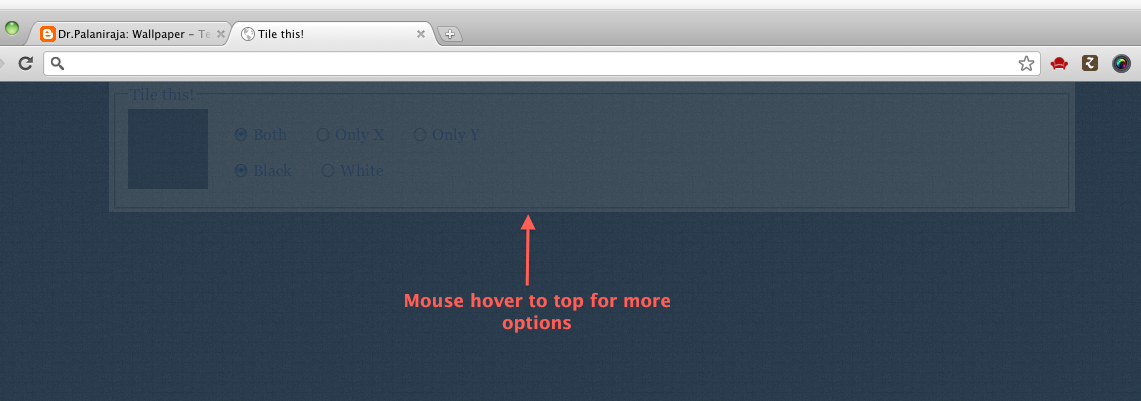 Dr.Palaniraja: Wallpaper – Te
Tile this!
Tile this!
Both Only X Only Y
Black White
Mouse hover to top for more
options